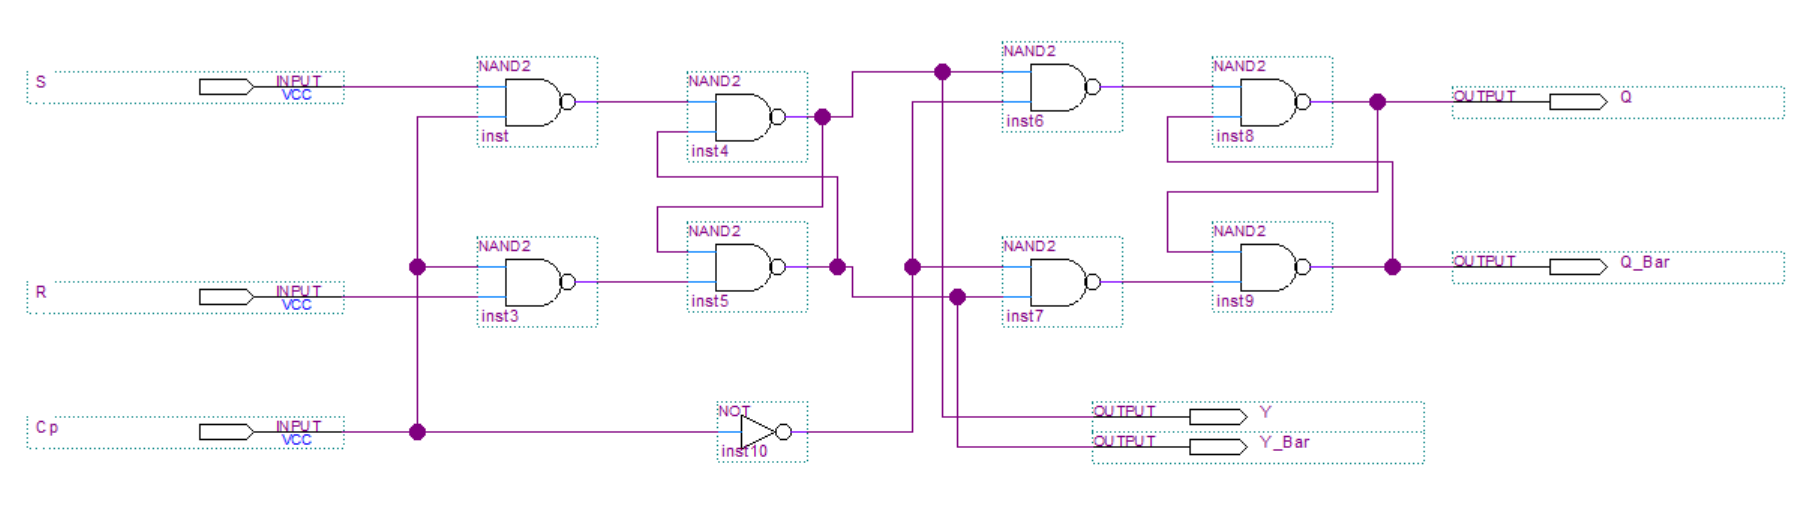 S
INPUT
VCC
NAND2
inst
NAND2
inst4
NAND2
inst6
NAND2
inst8
OUTPUT
Q
R
INPUT
VCC
NAND2
inst3
NAND2
inst5
NAND2
inst7
NAND2
inst9
OUTPUT
Q_Bar
Cp
INPUT
VCC
NOT
inst10
OUTPUT
Y
OUTPUT
Y_Bar